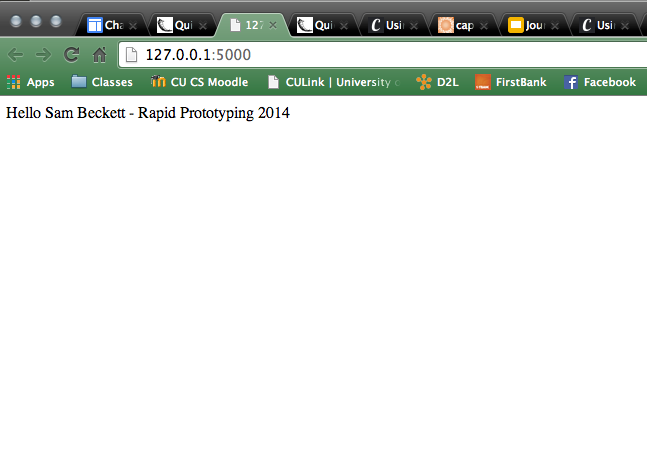 Cha
Qui
127
Qui
Usi
cap
Jour
Usi
127.0.0.1:5000
Apps
Classes
CU CS Moodle
CULink | University o
D2L
FirstBank
Facebook
Hello Sam Beckett - Rapid Prototyping 2014